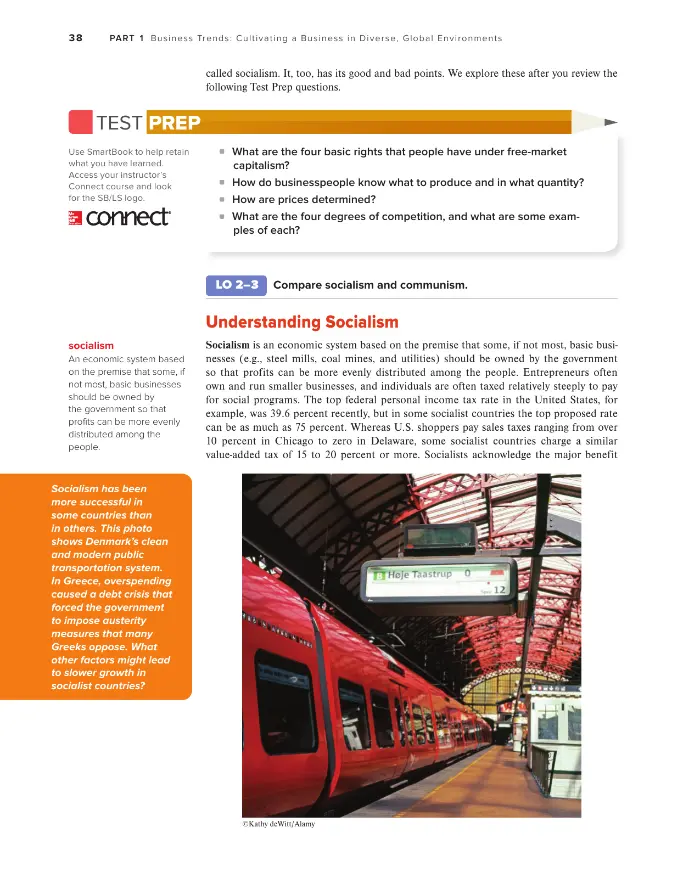 38 PART 1 Business Trends: Cultivating a Business in Diverse, Global Environments
called socialism. It, too, has its good and bad points. We explore these after you review the
following Test Prep questions.
TEST PREP
Use SmartBook to help retain
what you have learned.
Access your instructor's
Connect course and look
for the SB/LS logo.
connect®
What are the four basic rights that people have under free-market
capitalism?
How do businesspeople know what to produce and in what quantity?
How are prices determined?
What are the four degrees of competition, and what are some exam-
ples of each?
LO 2–3 Compare socialism and communism.
Understanding Socialism
socialism
An economic system based
on the premise that some, if
not most, basic businesses
should be owned by
the government so that
profits can be more evenly
distributed among the
people.
Socialism is an economic system based on the premise that some, if not most, basic busi-
nesses (e.g., steel mills, coal mines, and utilities) should be owned by the government
so that profits can be more evenly distributed among the people. Entrepreneurs often
own and run smaller businesses, and individuals are often taxed relatively steeply to pay
for social programs. The top federal personal income tax rate in the United States, for
example, was 39.6 percent recently, but in some socialist countries the top proposed rate
can be as much as 75 percent. Whereas U.S. shoppers pay sales taxes ranging from over
10 percent in Chicago to zero in Delaware, some socialist countries charge a similar
value-added tax of 15 to 20 percent or more. Socialists acknowledge the major benefit
Socialism has been
more successful in
some countries than
in others. This photo
shows Denmark's clean
and modern public
transportation system.
In Greece, overspending
caused a debt crisis that
forced the government
to impose austerity
measures that many
Greeks oppose. What
other factors might lead
to slower growth in
socialist countries?
Høje Taastrup 0
12
©Kathy deWitt/Alamy